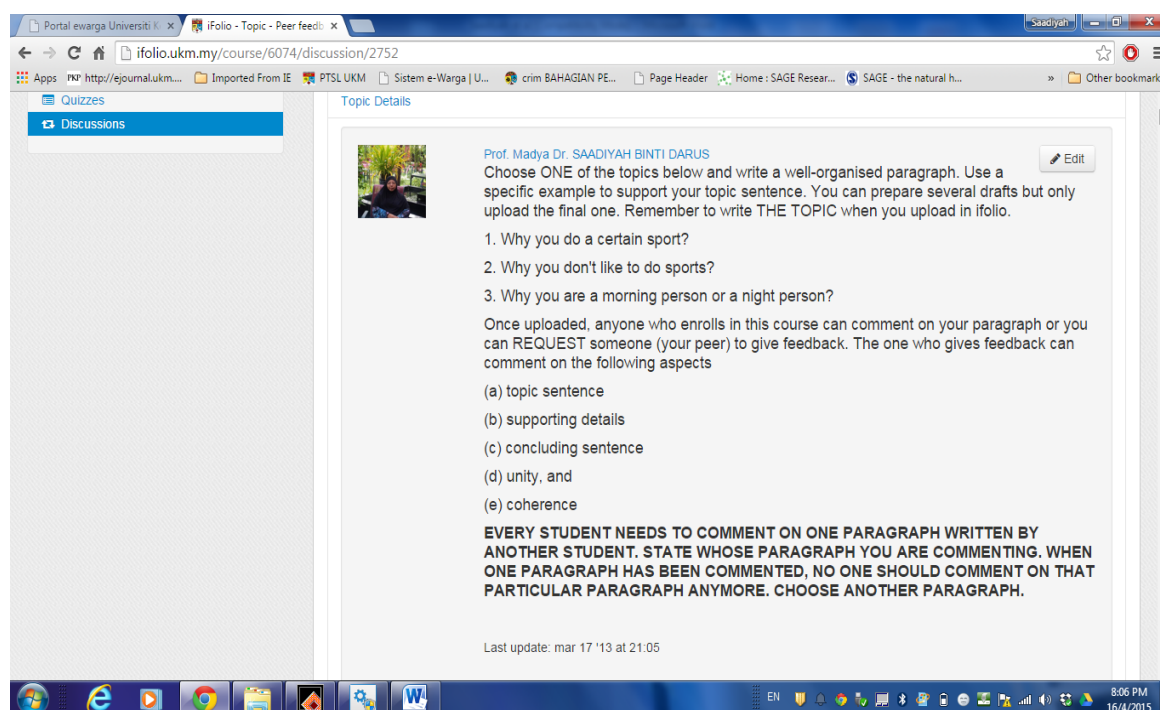 Portal ewarga Universiti K
iFolio - Topic - Peer feedb
Saadiyah
ifolio.ukm.my/course/6074/discussion/2752
Apps
PKP http://ejournal.ukm....
Imported From IE
PTSL UKM
Sistem e-Warga | U...
crim BAHAGIAN PE...
Page Header
Home : SAGE Resear...
SAGE - the natural h...
»
Other bookmark
Quizzes
Discussions
Topic Details
Prof. Madya Dr. SAADIYAH BINTI DARUS
Edit
Choose ONE of the topics below and write a well-organised paragraph. Use a
specific example to support your topic sentence. You can prepare several drafts but only
upload the final one. Remember to write THE TOPIC when you upload in ifolio.
1. Why you do a certain sport?
2. Why you don't like to do sports?
3. Why you are a morning person or a night person?
Once uploaded, anyone who enrolls in this course can comment on your paragraph or you
can REQUEST someone (your peer) to give feedback. The one who gives feedback can
comment on the following aspects
(a) topic sentence
(b) supporting details
(c) concluding sentence
(d) unity, and
(e) coherence
EVERY STUDENT NEEDS TO COMMENT ON ONE PARAGRAPH WRITTEN BY
ANOTHER STUDENT. STATE WHOSE PARAGRAPH YOU ARE COMMENTING. WHEN
ONE PARAGRAPH HAS BEEN COMMENTED, NO ONE SHOULD COMMENT ON THAT
PARTICULAR PARAGRAPH ANYMORE. CHOOSE ANOTHER PARAGRAPH.
Last update: mar 17 '13 at 21:05
EN
8:06 PM
16/4/2015